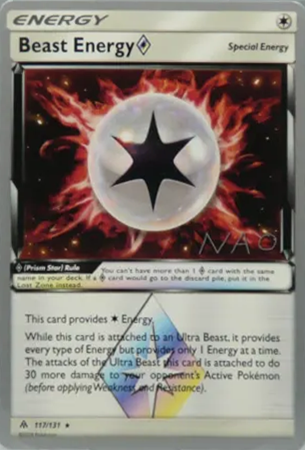 ENERGY
Beast Energy
Special Energy
NAO
(Prism Star) Rule
You can't have more than 1 card with the same
name in your deck. If a card would go to the discard pile, put it in the
Lost Zone instead.
This card provides Energy.
While this card is attached to an Ultra Beast, it provides
every type of Energy but provides only 1 Energy at a time.
The attacks of the Ultra Beast this card is attached to do
30 more damage to your opponent's Active Pokémon
(before applying Weakness and Resistance).
117/131